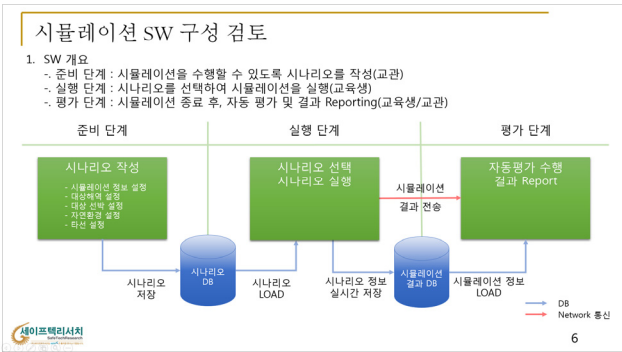 시뮬레이션 SW 구성 검토
1. SW 개요
-. 준비 단계 : 시뮬레이션을 수행할 수 있도록 시나리오를 작성(교관)
-. 실행 단계 : 시나리오를 선택하여 시뮬레이션을 실행(교육생)
-. 평가 단계 : 시뮬레이션 종료 후, 자동 평가 및 결과 Reporting(교육생/교관)
준비 단계
실행 단계
평가 단계
시나리오 작성
- 시뮬레이션 정보 설정
- 대상해역 설정
- 대상 선박 설정
- 자연환경 설정
- 타선 설정
시나리오 선택
시나리오 실행
시뮬레이션
결과 전송
자동평가 수행
결과 Report
시나리오
DB
시뮬레이션
결과 DB
시나리오
저장
시나리오
LOAD
시나리오 정보
실시간 저장
시뮬레이션 정보
LOAD
DB
Network 통신
세이프텍리서치
SafeTechResearch
6